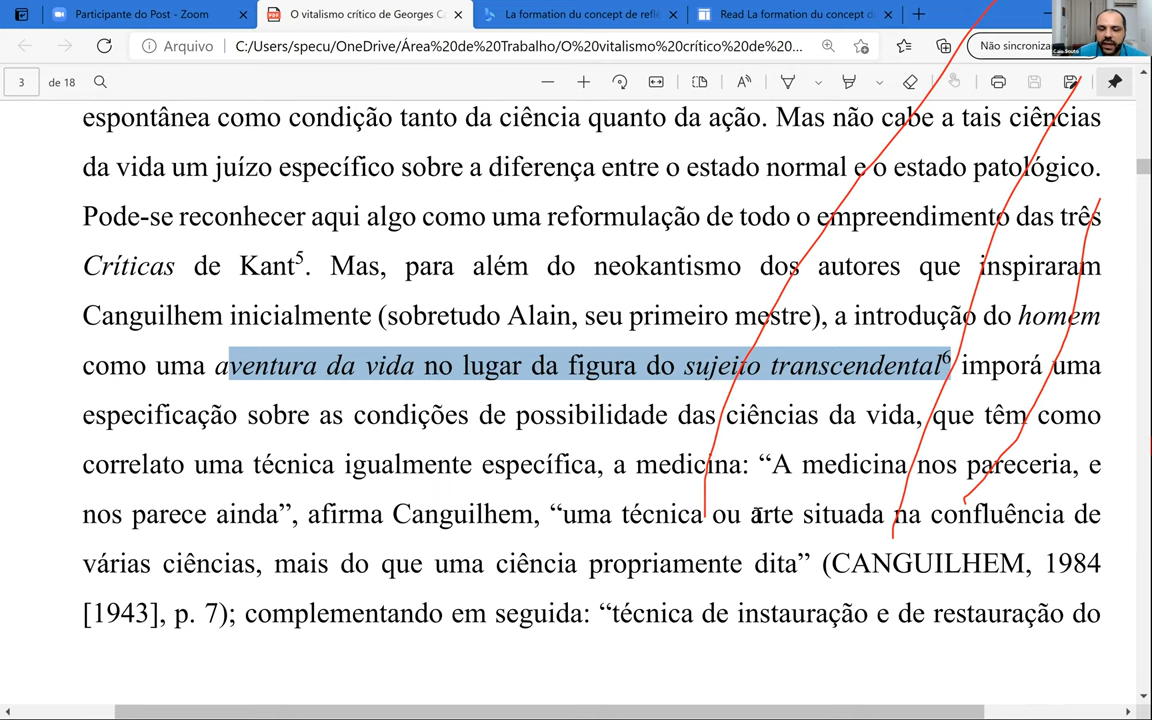 Participante do Post - Zoom
O vitalismo crítico de Georges C
La formation du concept de refl
Read La formation du concept d
Arquivo
C:/Users/specu/OneDrive/Área%20de%20Trabalho/O%20vitalismo%20crítico%20de%20...
Não sincroniza
Caio Souto
3 de 18
espontânea como condição tanto da ciência quanto da ação. Mas não cabe a tais ciências
da vida um juízo específico sobre a diferença entre o estado normal e o estado patológico.
Pode-se reconhecer aqui algo como uma reformulação de todo o empreendimento das três
Críticas de Kant5. Mas, para além do neokantismo dos autores que inspiraram
Canguilhem inicialmente (sobretudo Alain, seu primeiro mestre), a introdução do homem
como uma aventura da vida no lugar da figura do sujeito transcendental6 imporá uma
especificação sobre as condições de possibilidade das ciências da vida, que têm como
correlato uma técnica igualmente específica, a medicina: “A medicina nos pareceria, e
nos parece ainda”, afirma Canguilhem, “uma técnica ou arte situada na confluência de
várias ciências, mais do que uma ciência propriamente dita” (CANGUILHEM, 1984
[1943], p. 7); complementando em seguida: “técnica de instauração e de restauração do